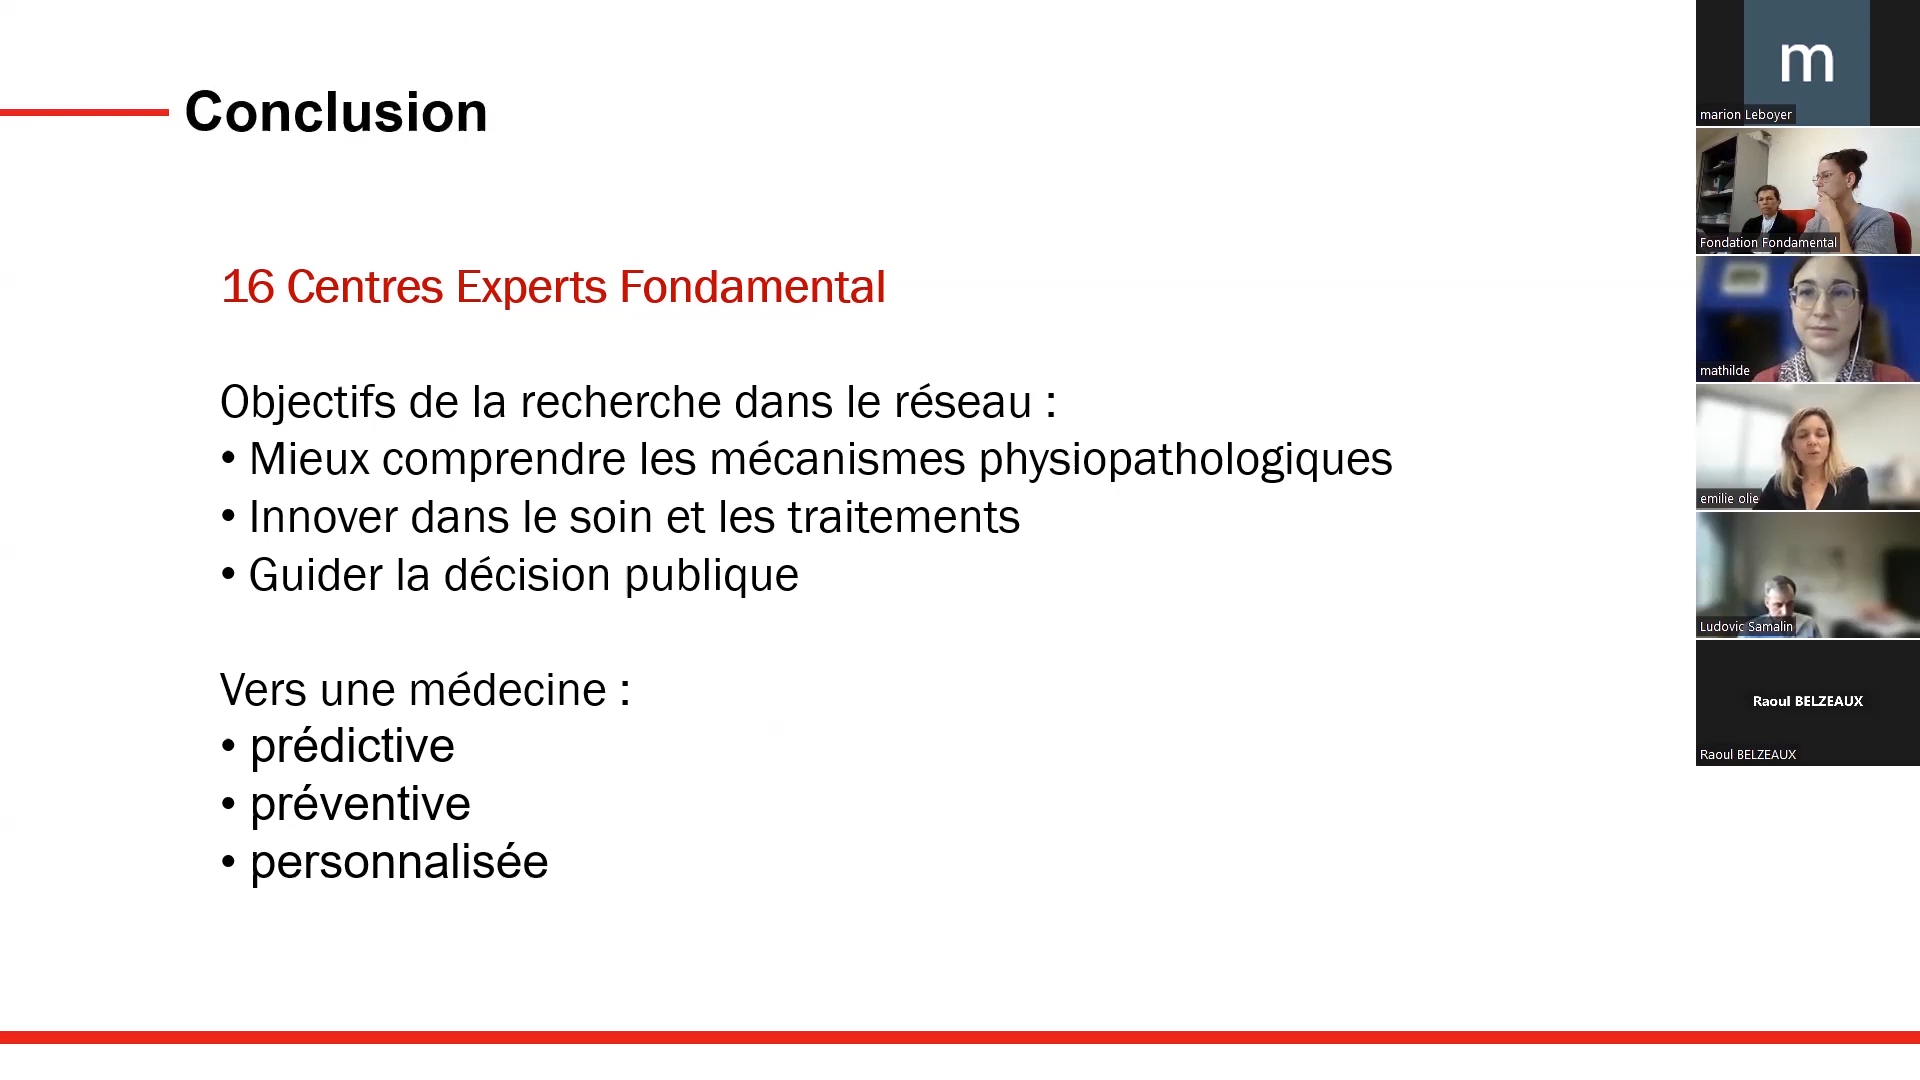 Conclusion
16 Centres Experts Fondamental
Objectifs de la recherche dans le réseau :
• Mieux comprendre les mécanismes physiopathologiques
• Innover dans le soin et les traitements
• Guider la décision publique
Vers une médecine :
• prédictive
• préventive
• personnalisée
m
marion Leboyer
Fondation Fondamental
mathilde
emilie olie
Ludovic Samalin
Raoul BELZEAUX
Raoul BELZEAUX